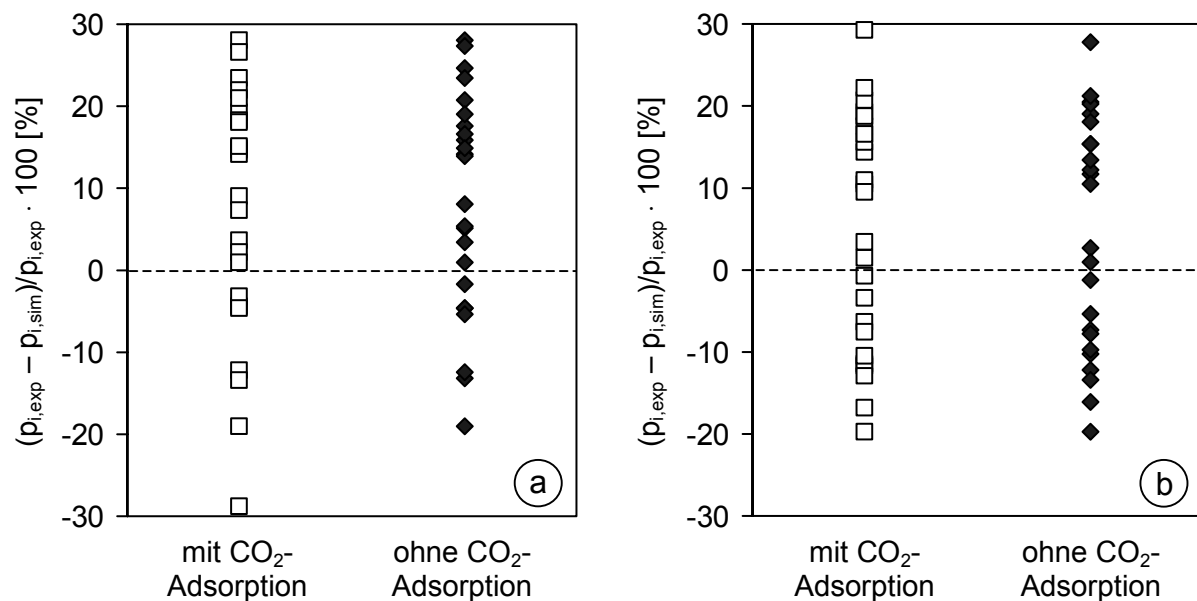 (p_i,exp – p_i,sim)/p_i,exp · 100 [%]
30
20
10
0
-10
-20
-30
mit CO₂-
Adsorption
ohne CO₂-
Adsorption
a
(p_i,exp – p_i,sim)/p_i,exp · 100 [%]
30
20
10
0
-10
-20
-30
mit CO₂-
Adsorption
ohne CO₂-
Adsorption
b